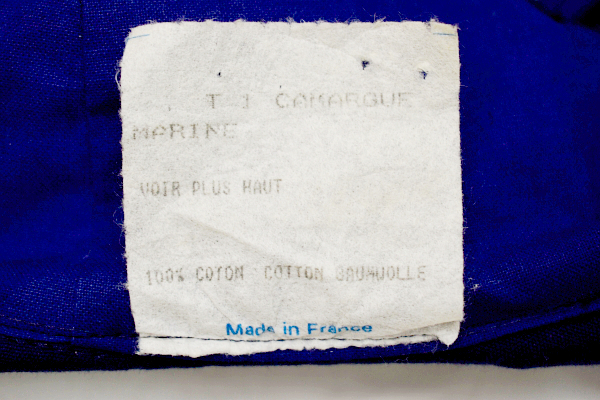 T 1 CAMARGUE
MARINE
VOIR PLUS HAUT
100% COTON COTTON BAUMWOLLE
Made in France